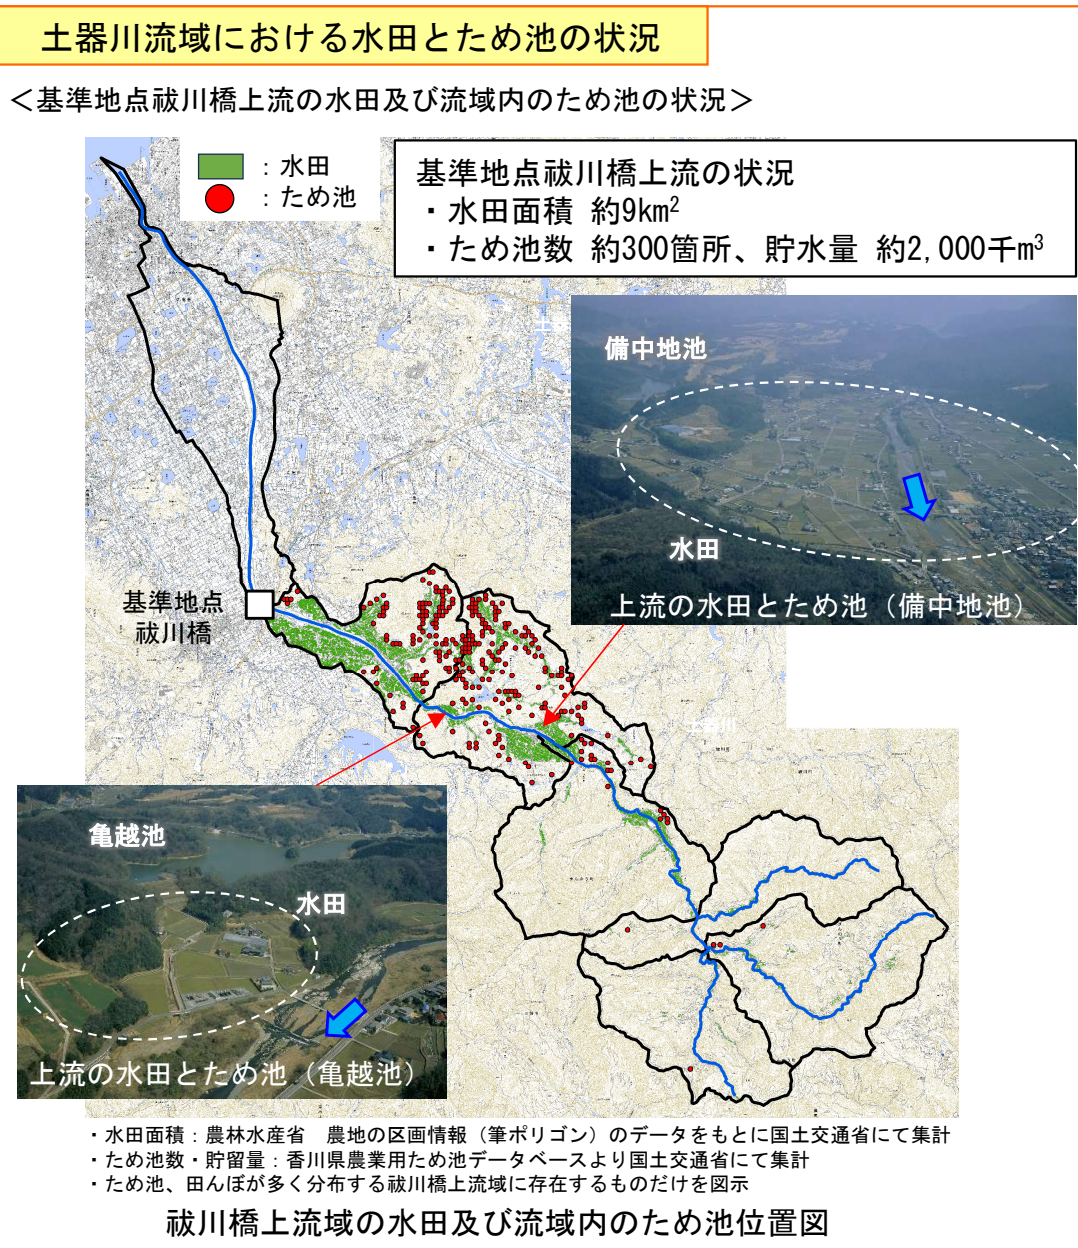 土器川流域における水田とため池の状況
＜基準地点祓川橋上流の水田及び流域内のため池の状況＞
：水田
：ため池
基準地点祓川橋上流の状況
・水田面積 約9km²
・ため池数 約300箇所、貯水量 約2,000千m³
備中地池
水田
上流の水田とため池（備中地池）
基準地点
祓川橋
亀越池
水田
上流の水田とため池（亀越池）
・水田面積：農林水産省　農地の区画情報（筆ポリゴン）のデータをもとに国土交通省にて集計
・ため池数・貯留量：香川県農業用ため池データベースより国土交通省にて集計
・ため池、田んぼが多く分布する祓川橋上流域に存在するものだけを図示
祓川橋上流域の水田及び流域内のため池位置図